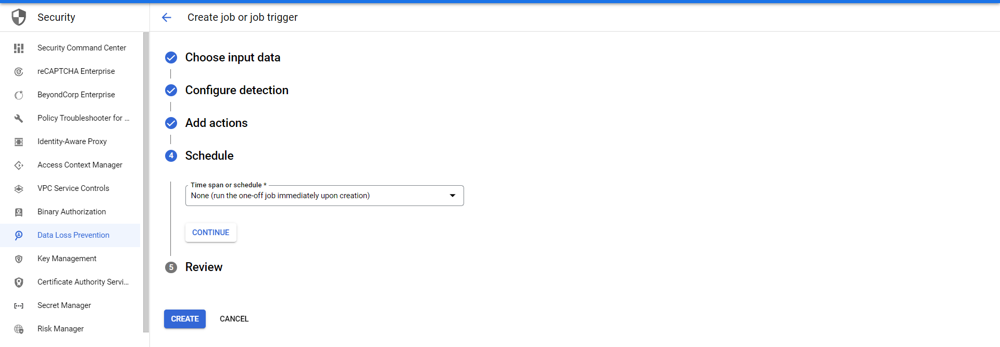 Security
Create job or job trigger
Security Command Center
reCAPTCHA Enterprise
BeyondCorp Enterprise
Policy Troubleshooter for ...
Identity-Aware Proxy
Access Context Manager
VPC Service Controls
Binary Authorization
Data Loss Prevention
Key Management
Certificate Authority Servi...
Secret Manager
Risk Manager
Choose input data
Configure detection
Add actions
4 Schedule
Time span or schedule *
None (run the one-off job immediately upon creation)
CONTINUE
5 Review
CREATE CANCEL